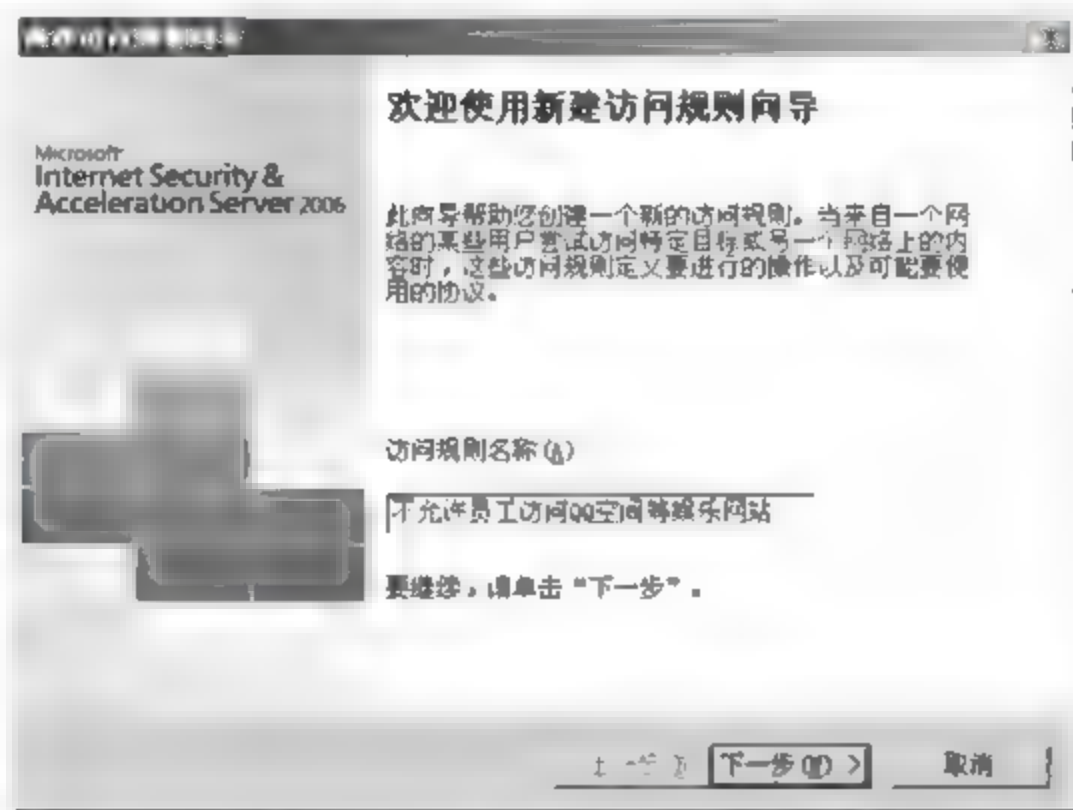 欢迎使用新建访问规则向导
Microsoft
Internet Security &
Acceleration Server 2006
此向导帮助您创建一个新的访问规则。当来自一个网
络的某些用户尝试访问特定目标或另一个网络上的内
容时，这些访问规则定义要进行的操作以及可能要使
用的协议。
访问规则名称(A)
不允许员工访问QQ空间等娱乐网站
要继续，请单击“下一步”。
下一步(N) >
取消